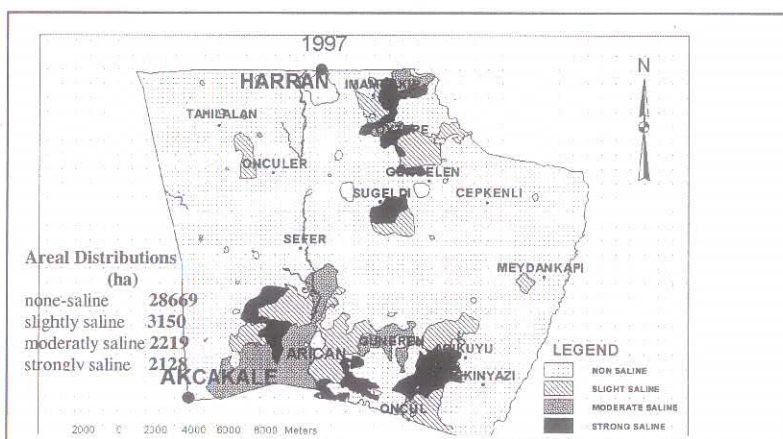 1997
HARRAN
N
TAHILALAN
ONCULER
SUGELDI
CEPKENLI
SEFER
MEYDANKAPI
Areal Distributions
(ha)
none-saline 28669
slightly saline 3150
moderatly saline 2219
strongly saline 2128
ARICAN
GUNEREN
AKCAKALE
ONCUL
LEGEND
NON SALINE
SLIGHT SALINE
MODERATE SALINE
STRONG SALINE
2000 0 2000 4000 6000 8000 Meters